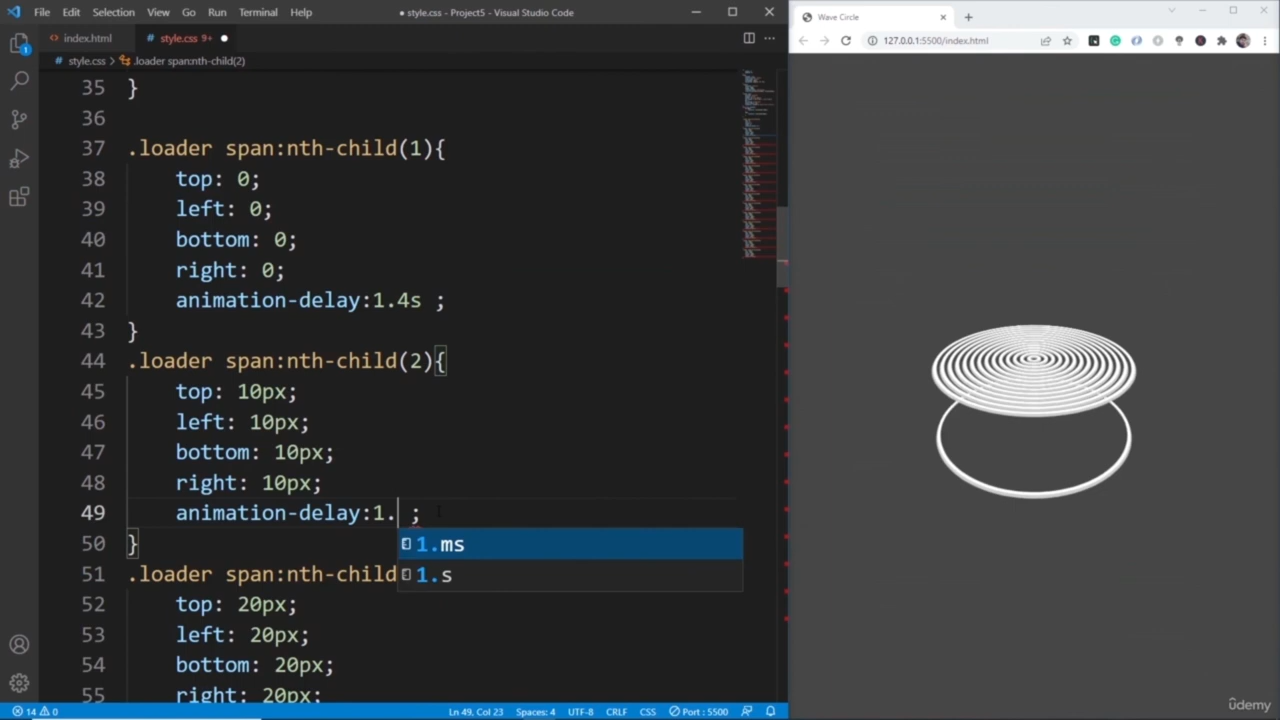 File Edit Selection View Go Run Terminal Help
● style.css - Project5 - Visual Studio Code
index.html
style.css 9+ ●
style.css > .loader span:nth-child(2)
35 }
36
37 .loader span:nth-child(1){
38 top: 0;
39 left: 0;
40 bottom: 0;
41 right: 0;
42 animation-delay:1.4s ;
43 }
44 .loader span:nth-child(2){
45 top: 10px;
46 left: 10px;
47 bottom: 10px;
48 right: 10px;
49 animation-delay:1. ;
1.ms
1.s
50 }
51 .loader span:nth-child
52 top: 20px;
53 left: 20px;
54 bottom: 20px;
55 right: 20px;
1
14 0
Ln 49, Col 23 Spaces: 4 UTF-8 CRLF CSS Port : 5500
Wave Circle
127.0.0.1:5500/index.html
ûdemy